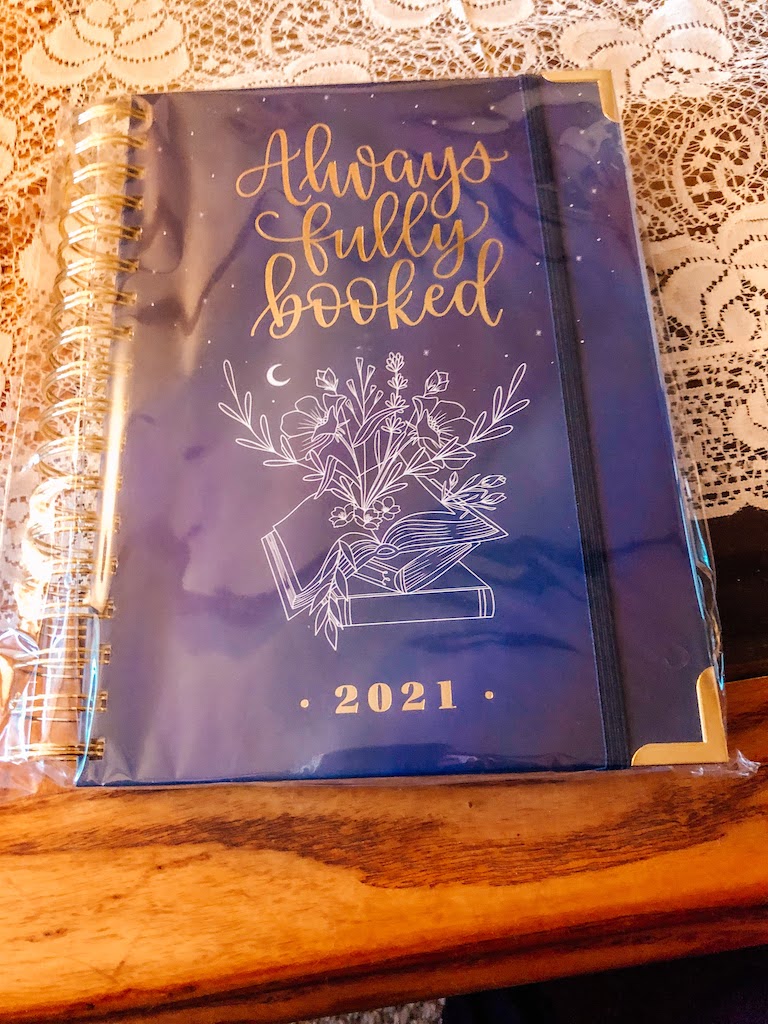 Always
fully
booked
· 2021 ·